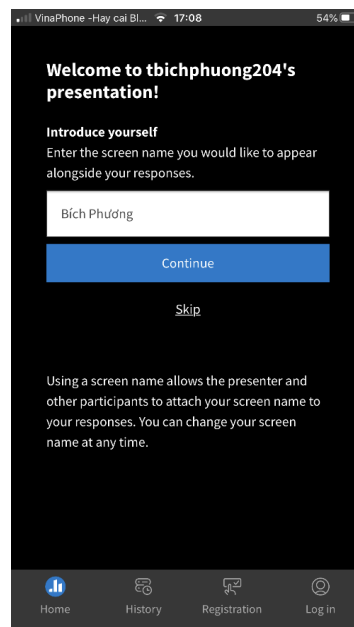 VinaPhone -Hay cai Bl... 17:08 54%
Welcome to tbichphuong204's
presentation!
Introduce yourself
Enter the screen name you would like to appear
alongside your responses.
Bích Phương
Continue
Skip
Using a screen name allows the presenter and
other participants to attach your screen name to
your responses. You can change your screen
name at any time.
Home History Registration Log in